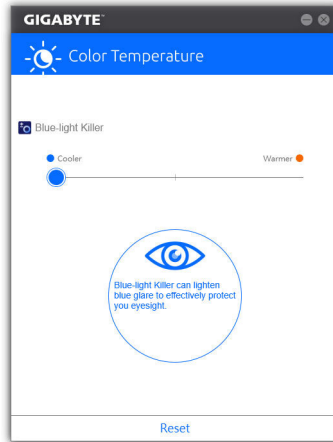 GIGABYTE™
Color Temperature
Blue-light Killer
Cooler
Warmer
Blue-light Killer can lighten
blue glare to effectively protect
you eyesight.
Reset